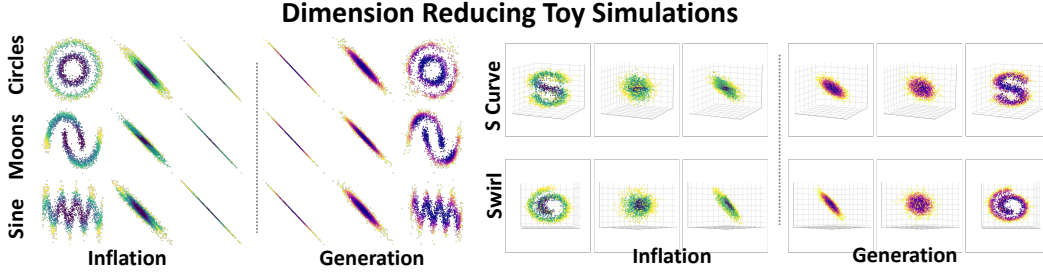 Dimension Reducing Toy Simulations
Circles
Moons
Sine
Inflation
Generation
S Curve
Swirl
Inflation
Generation